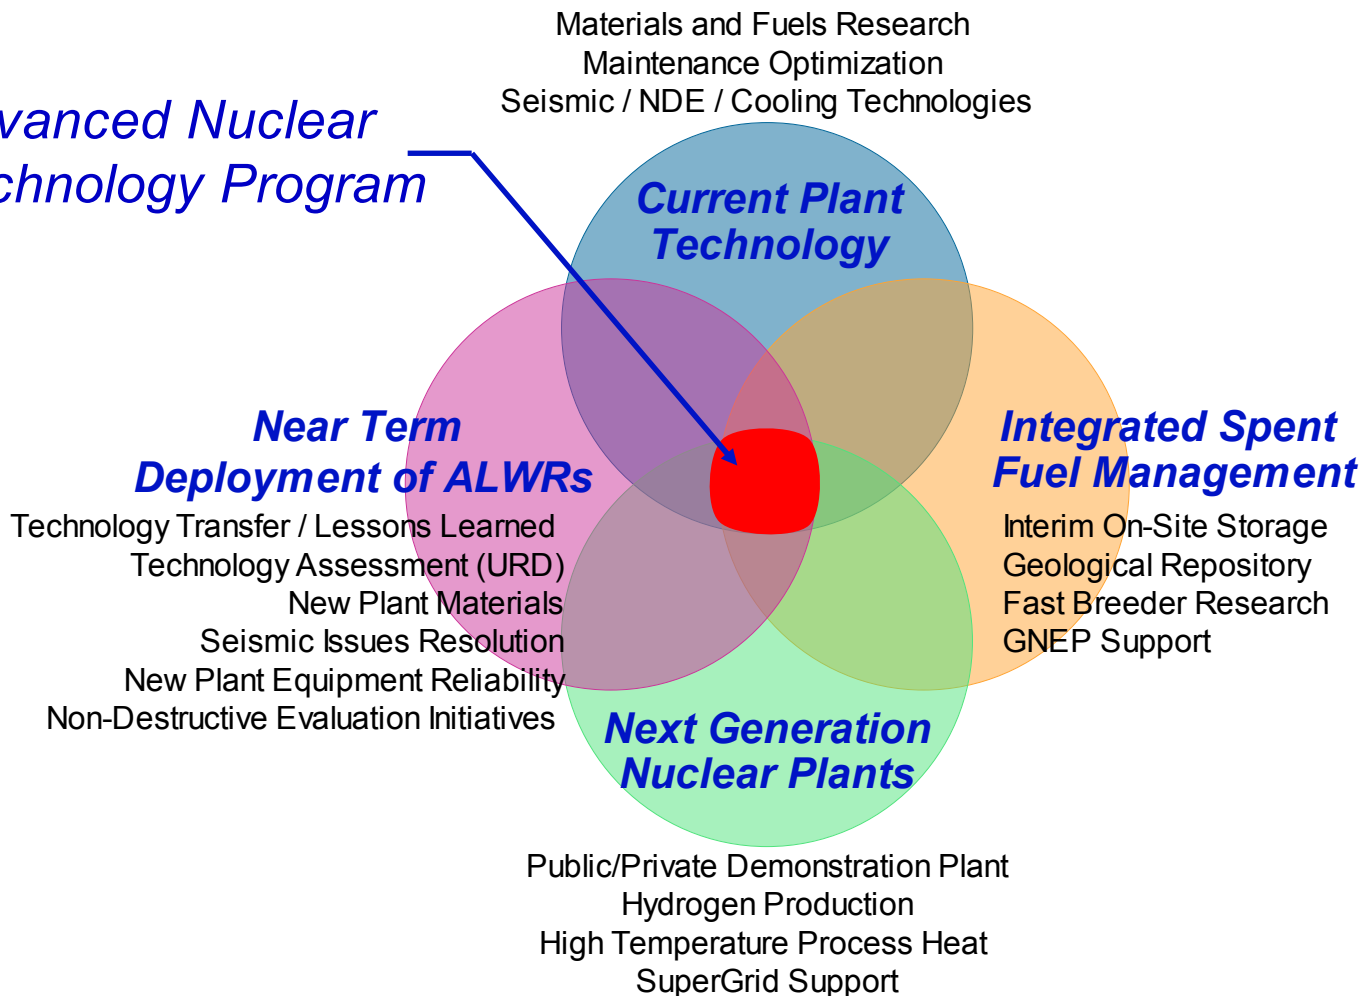 Materials and Fuels Research
Maintenance Optimization
Seismic / NDE / Cooling Technologies
vanced Nuclear
chnology Program
Current Plant
Technology
Near Term
Deployment of ALWRs
Technology Transfer / Lessons Learned
Technology Assessment (URD)
New Plant Materials
Seismic Issues Resolution
New Plant Equipment Reliability
Non-Destructive Evaluation Initiatives
Integrated Spent
Fuel Management
Interim On-Site Storage
Geological Repository
Fast Breeder Research
GNEP Support
Next Generation
Nuclear Plants
Public/Private Demonstration Plant
Hydrogen Production
High Temperature Process Heat
SuperGrid Support